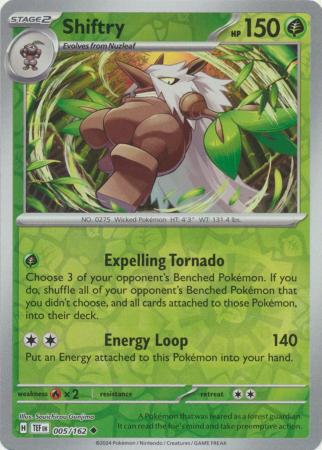 STAGE2
Shiftry
HP 150
Evolves from Nuzleaf
NO. 0275 Wicked Pokémon HT: 4'3" WT: 131.4 lbs.
Expelling Tornado
Choose 3 of your opponent's Benched Pokémon. If you
do, shuffle all of your opponent's Benched Pokémon that
you didn't choose, and all cards attached to those Pokémon,
into their deck.
Energy Loop 140
Put an Energy attached to this Pokémon into your hand.
weakness ×2 resistance retreat
Illus. Souichirou Gunjima
H TEF EN 005/162
A Pokémon that was feared as a forest guardian.
It can read the foe's mind and take preemptive action.
©2024 Pokémon / Nintendo / Creatures / GAME FREAK